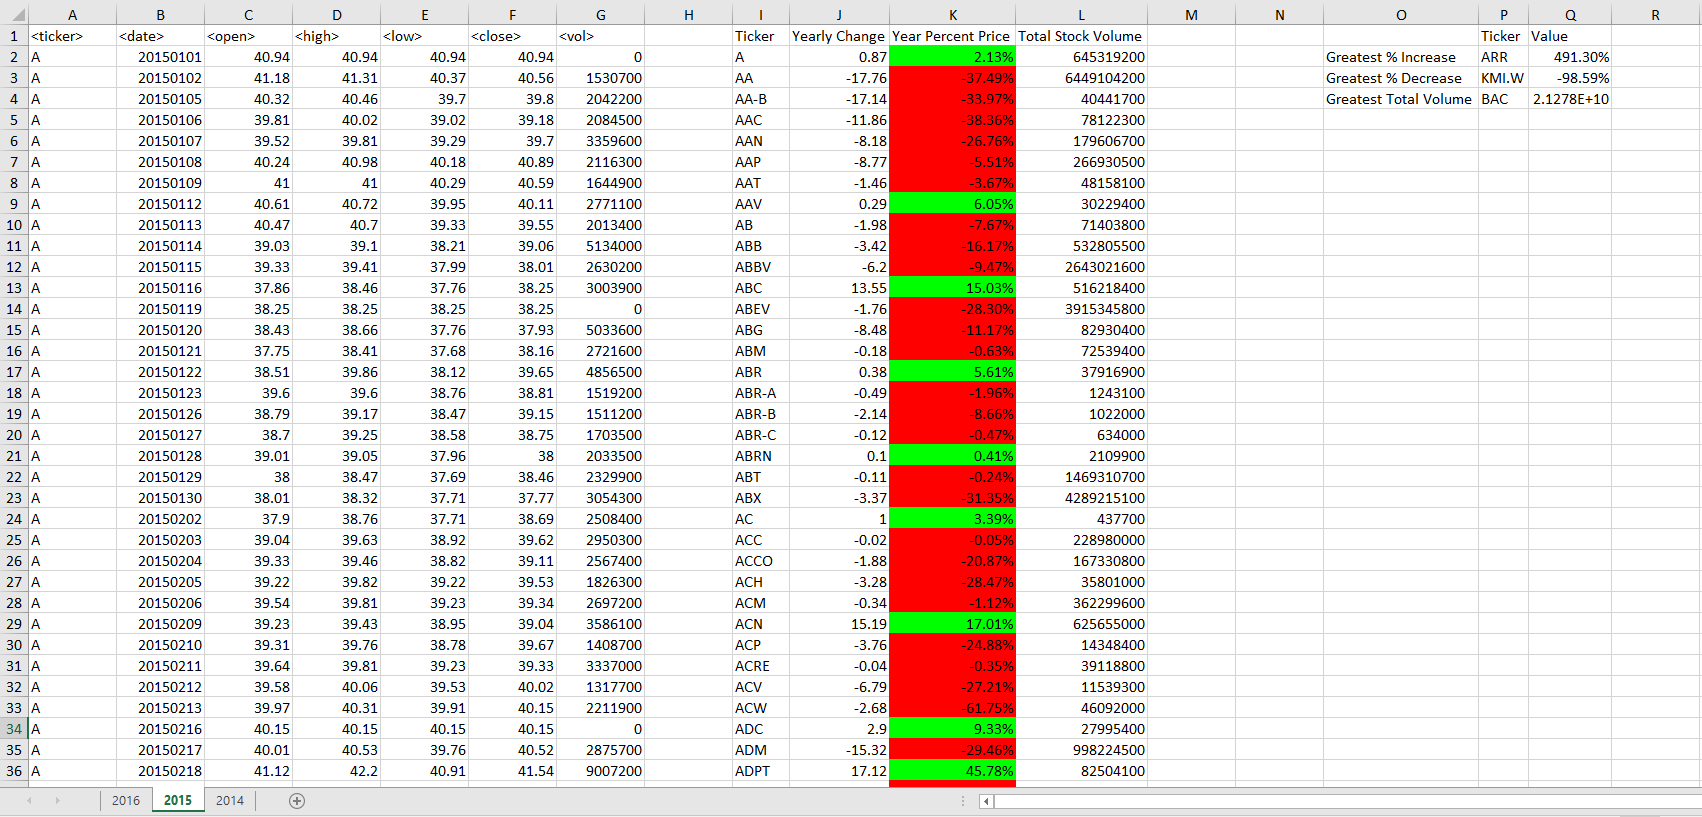 A B C D E F G H I J K L M N O P Q R
1 <ticker> <date> <open> <high> <low> <close> <vol> Ticker Yearly Change Year Percent Price Total Stock Volume Ticker Value
2 A 20150101 40.94 40.94 40.94 40.94 0 A 0.87 2.13% 645319200 Greatest % Increase ARR 491.30%
3 A 20150102 41.18 41.31 40.37 40.56 1530700 AA -17.76 -37.49% 6449104200 Greatest % Decrease KMI.W -98.59%
4 A 20150105 40.32 40.46 39.7 39.8 2042200 AA-B -17.14 -33.97% 40441700 Greatest Total Volume BAC 2.1278E+10
5 A 20150106 39.81 40.02 39.02 39.18 2084500 AAC -11.86 -38.36% 78122300
6 A 20150107 39.52 39.81 39.29 39.7 3359600 AAN -8.18 -26.76% 179606700
7 A 20150108 40.24 40.98 40.18 40.89 2116300 AAP -8.77 -5.51% 266930500
8 A 20150109 41 41 40.29 40.59 1644900 AAT -1.46 -3.67% 48158100
9 A 20150112 40.61 40.72 39.95 40.11 2771100 AAV 0.29 6.05% 30229400
10 A 20150113 40.47 40.7 39.33 39.55 2013400 AB -1.98 -7.67% 71403800
11 A 20150114 39.03 39.1 38.21 39.06 5134000 ABB -3.42 -16.17% 532805500
12 A 20150115 39.33 39.41 37.99 38.01 2630200 ABBV -6.2 -9.47% 2643021600
13 A 20150116 37.86 38.46 37.76 38.25 3003900 ABC 13.55 15.03% 516218400
14 A 20150119 38.25 38.25 38.25 38.25 0 ABEV -1.76 -28.30% 3915345800
15 A 20150120 38.43 38.66 37.76 37.93 5033600 ABG -8.48 -11.17% 82930400
16 A 20150121 37.75 38.41 37.68 38.16 2721600 ABM -0.18 -0.63% 72539400
17 A 20150122 38.51 39.86 38.12 39.65 4856500 ABR 0.38 5.61% 37916900
18 A 20150123 39.6 39.6 38.76 38.81 1519200 ABR-A -0.49 -1.96% 1243100
19 A 20150126 38.79 39.17 38.47 39.15 1511200 ABR-B -2.14 -8.66% 1022000
20 A 20150127 38.7 39.25 38.58 38.75 1703500 ABR-C -0.12 -0.47% 634000
21 A 20150128 39.01 39.05 37.96 38 2033500 ABRN 0.1 0.41% 2109900
22 A 20150129 38 38.47 37.69 38.46 2329900 ABT -0.11 -0.24% 1469310700
23 A 20150130 38.01 38.32 37.71 37.77 3054300 ABX -3.37 -31.35% 4289215100
24 A 20150202 37.9 38.76 37.71 38.69 2508400 AC 1 3.39% 437700
25 A 20150203 39.04 39.63 38.92 39.62 2950300 ACC -0.02 -0.05% 228980000
26 A 20150204 39.33 39.46 38.82 39.11 2567400 ACCO -1.88 -20.87% 167330800
27 A 20150205 39.22 39.82 39.22 39.53 1826300 ACH -3.28 -28.47% 35801000
28 A 20150206 39.54 39.81 39.23 39.34 2697200 ACM -0.34 -1.12% 362299600
29 A 20150209 39.23 39.43 38.95 39.04 3586100 ACN 15.19 17.01% 625655000
30 A 20150210 39.31 39.76 38.78 39.67 1408700 ACP -3.76 -24.88% 14348400
31 A 20150211 39.64 39.81 39.23 39.33 3337000 ACRE -0.04 -0.35% 39118800
32 A 20150212 39.58 40.06 39.53 40.02 1317700 ACV -6.79 -27.21% 11539300
33 A 20150213 39.97 40.31 39.91 40.15 2211900 ACW -2.68 -61.75% 46092000
34 A 20150216 40.15 40.15 40.15 40.15 0 ADC 2.9 9.33% 27995400
35 A 20150217 40.01 40.53 39.76 40.52 2875700 ADM -15.32 -29.46% 998224500
36 A 20150218 41.12 42.2 40.91 41.54 9007200 ADPT 17.12 45.78% 82504100
2016 2015 2014